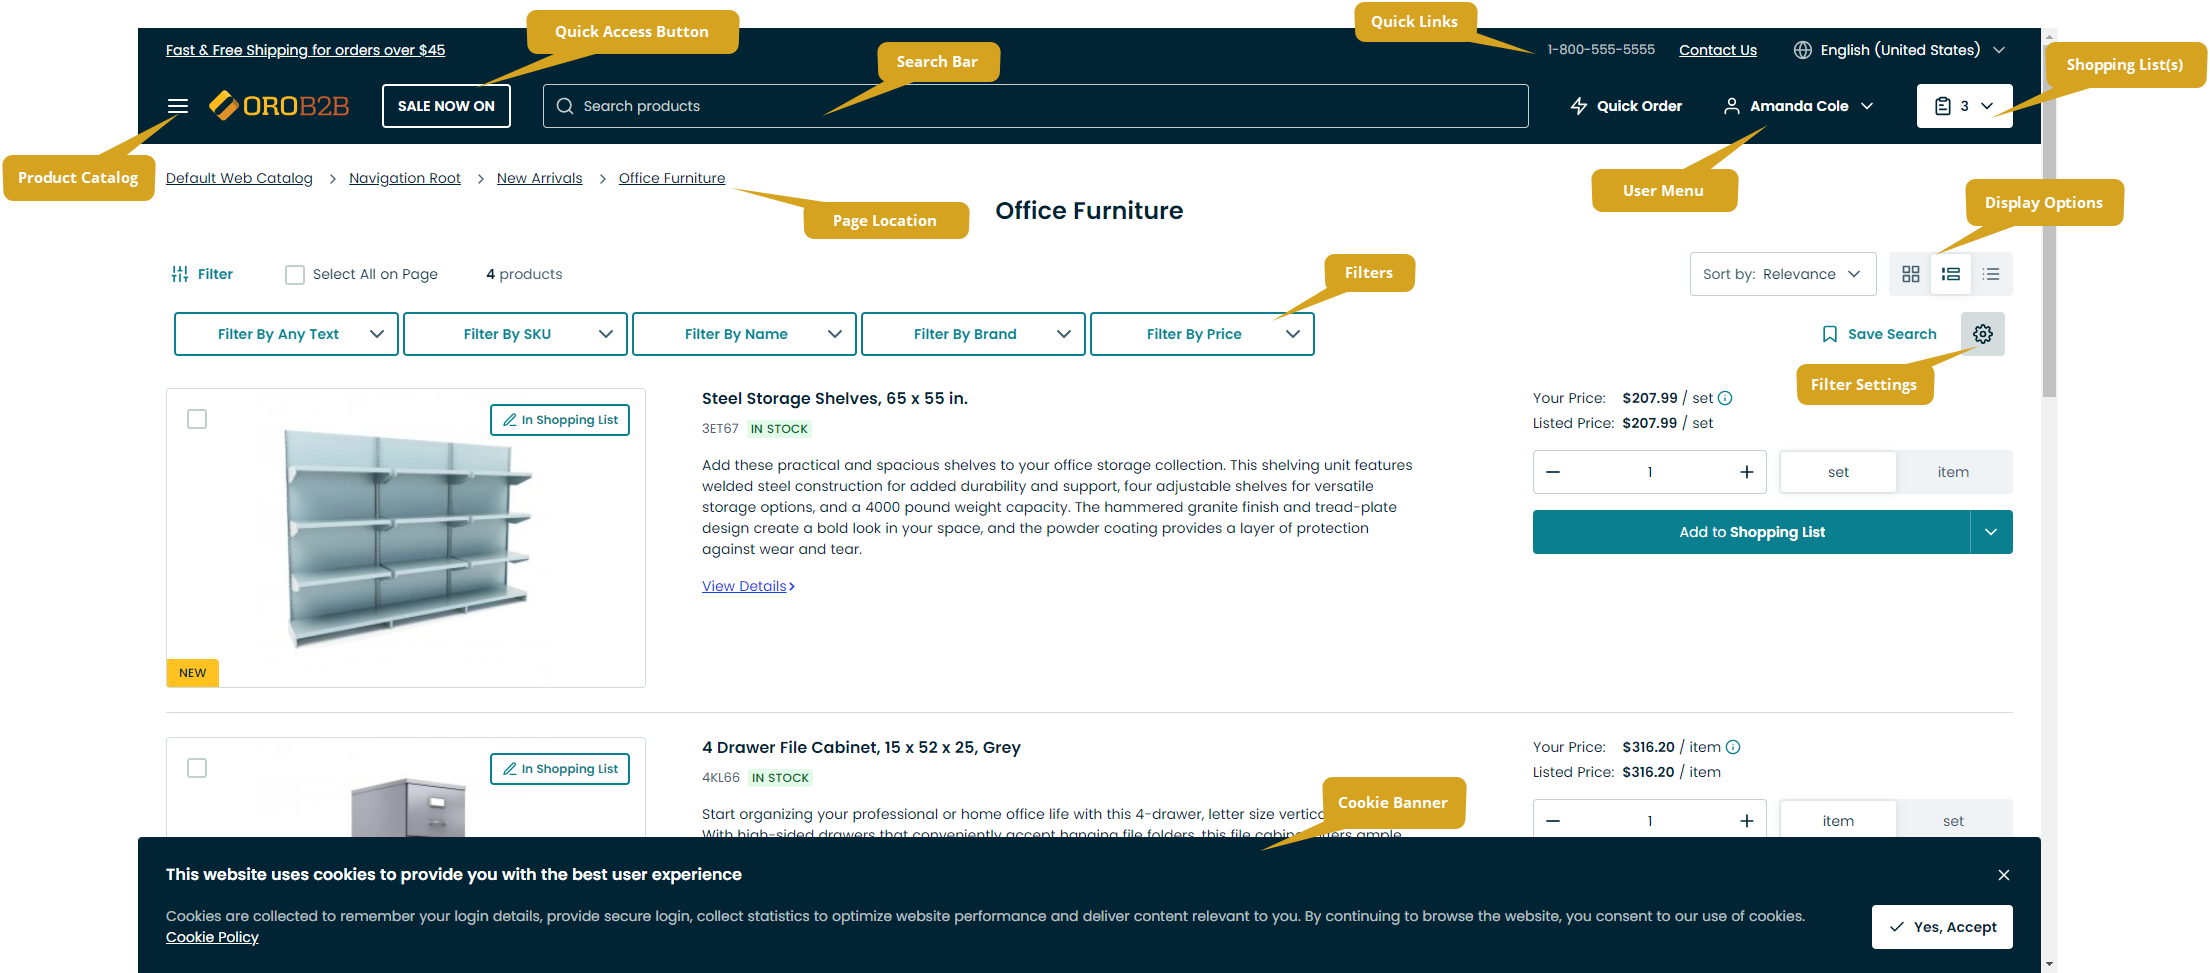 Quick Links
Quick Access Button
Fast & Free Shipping for orders over $45
1-800-555-5555
Contact Us
English (United States)
Search Bar
Shopping List(s)
OROB2B
SALE NOW ON
Search products
Quick Order
Amanda Cole
3
Product Catalog
Default Web Catalog
Navigation Root
New Arrivals
Office Furniture
User Menu
Page Location
Office Furniture
Display Options
Filter
Select All on Page
4 products
Filters
Sort by: Relevance
Filter By Any Text
Filter By SKU
Filter By Name
Filter By Brand
Filter By Price
Save Search
Filter Settings
In Shopping List
NEW
Steel Storage Shelves, 65 x 55 in.
3ET67 IN STOCK
Add these practical and spacious shelves to your office storage collection. This shelving unit features
welded steel construction for added durability and support, four adjustable shelves for versatile
storage options, and a 4000 pound weight capacity. The hammered granite finish and tread-plate
design create a bold look in your space, and the powder coating provides a layer of protection
against wear and tear.
View Details
Your Price: $207.99 / set
Listed Price: $207.99 / set
1
set
item
Add to Shopping List
In Shopping List
4 Drawer File Cabinet, 15 x 52 x 25, Grey
4KL66 IN STOCK
Start organizing your professional or home office life with this 4-drawer, letter size
With high-sided drawers that conveniently accept hanging file folders, this file ample
Your Price: $316.20 / item
Listed Price: $316.20 / item
1
item
set
Cookie Banner
This website uses cookies to provide you with the best user experience
Cookies are collected to remember your login details, provide secure login, collect statistics to optimize website performance and deliver content relevant to you. By continuing to browse the website, you consent to our use of cookies.
Cookie Policy
Yes, Accept